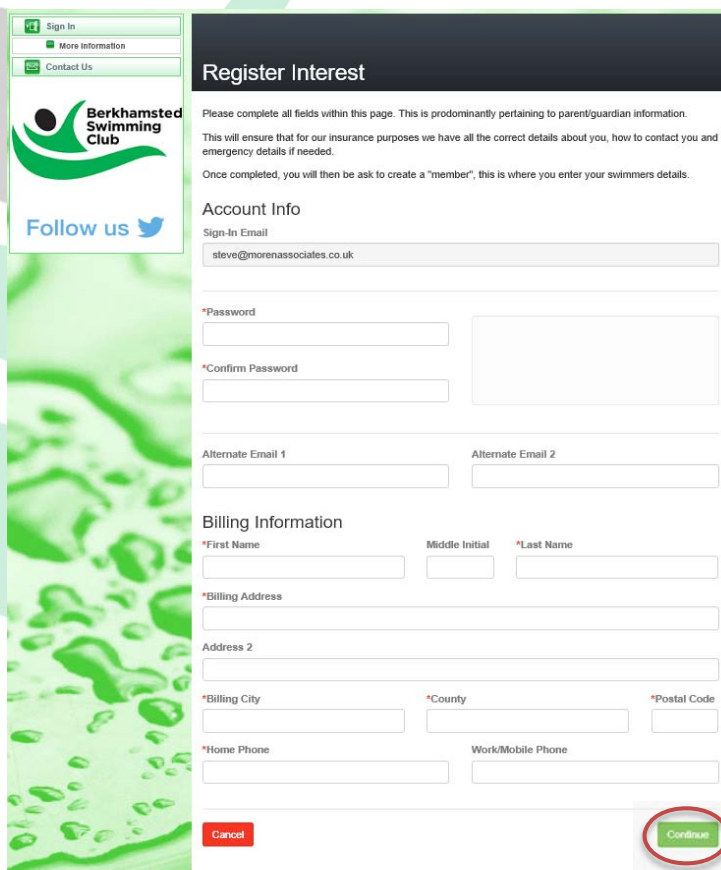 Sign In
More Information
Contact Us
Berkhamsted
Swimming
Club
Follow us
Register Interest
Please complete all fields within this page. This is prodominantly pertaining to parent/guardian information.
This will ensure that for our insurance purposes we have all the correct details about you, how to contact you and
emergency details if needed.
Once completed, you will then be ask to create a "member", this is where you enter your swimmers details.
Account Info
Sign-In Email
steve@morenassociates.co.uk
*Password
*Confirm Password
Alternate Email 1 Alternate Email 2
Billing Information
*First Name Middle Initial *Last Name
*Billing Address
Address 2
*Billing City *County *Postal Code
*Home Phone Work/Mobile Phone
Cancel Continue